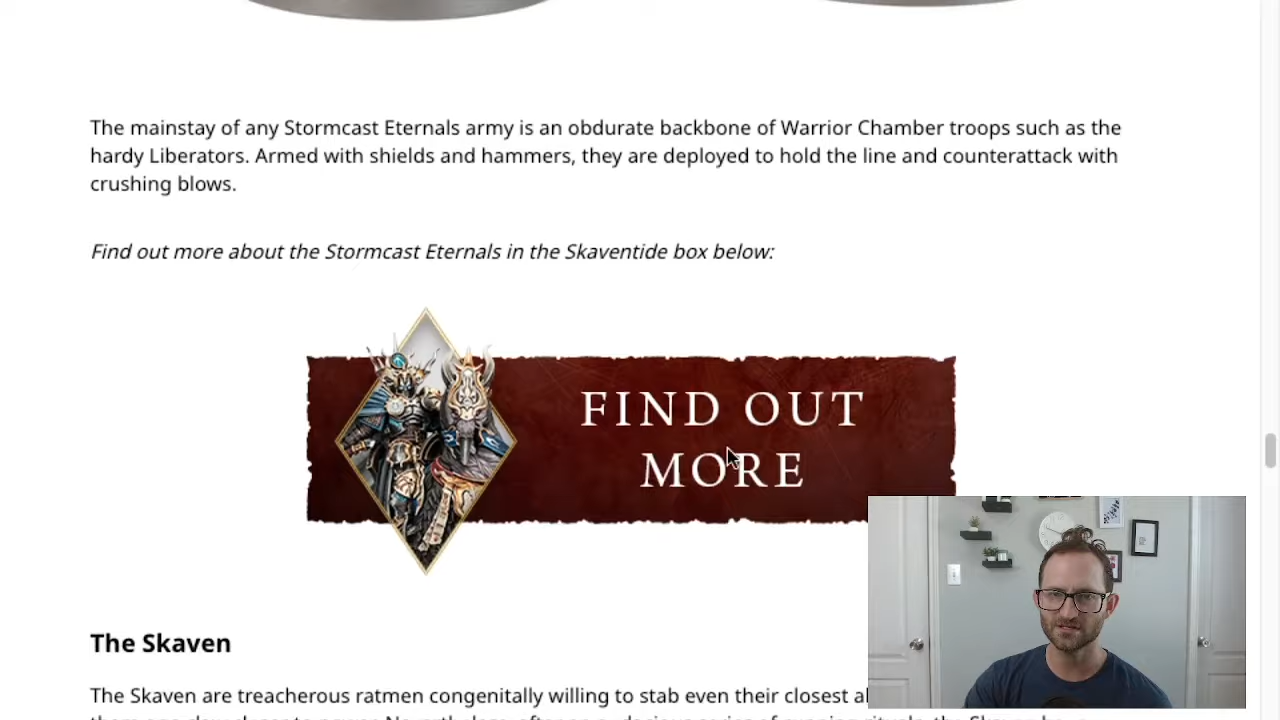 The mainstay of any Stormcast Eternals army is an obdurate backbone of Warrior Chamber troops such as the
hardy Liberators. Armed with shields and hammers, they are deployed to hold the line and counterattack with
crushing blows.
Find out more about the Stormcast Eternals in the Skaventide box below:
FIND OUT
MORE
The Skaven
The Skaven are treacherous ratmen congenitally willing to stab even their closest